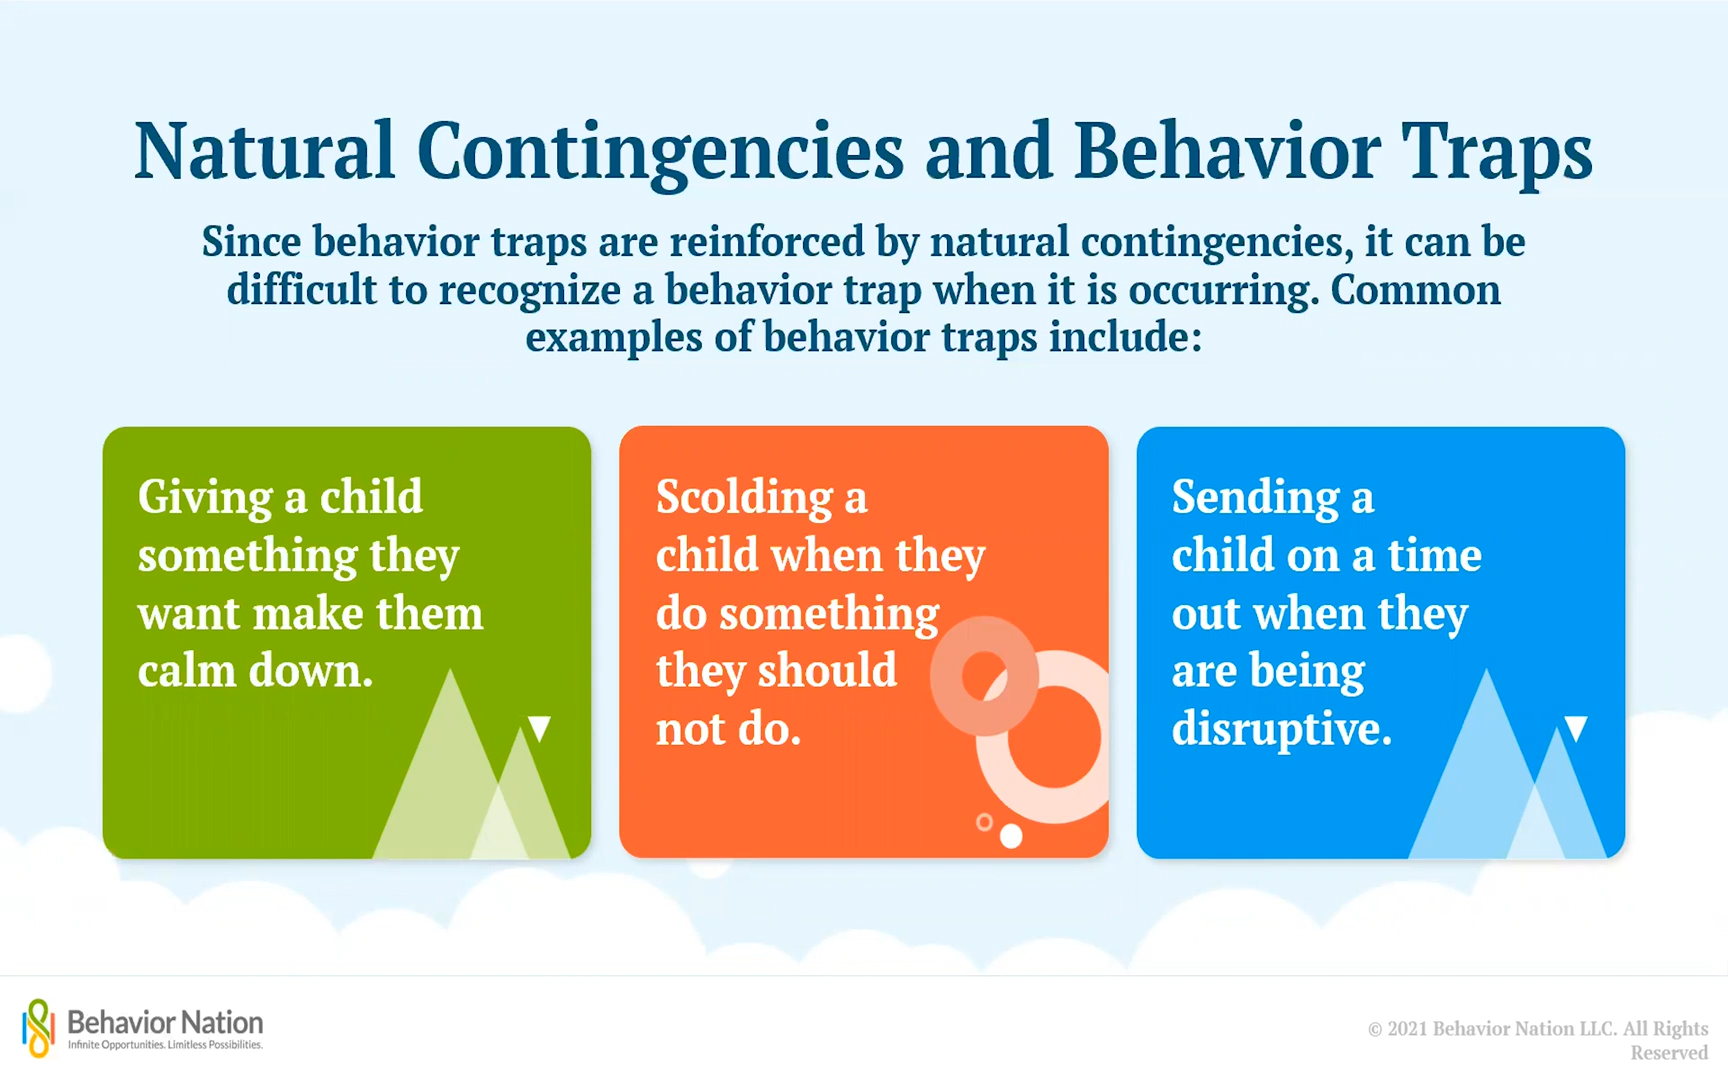 Natural Contingencies and Behavior Traps
Since behavior traps are reinforced by natural contingencies, it can be
difficult to recognize a behavior trap when it is occurring. Common
examples of behavior traps include:
Giving a child
something they
want make them
calm down.
Scolding a
child when they
do something
they should
not do.
Sending a
child on a time
out when they
are being
disruptive.
Behavior Nation
Infinite Opportunities. Limitless Possibilities.
© 2021 Behavior Nation LLC. All Rights
Reserved